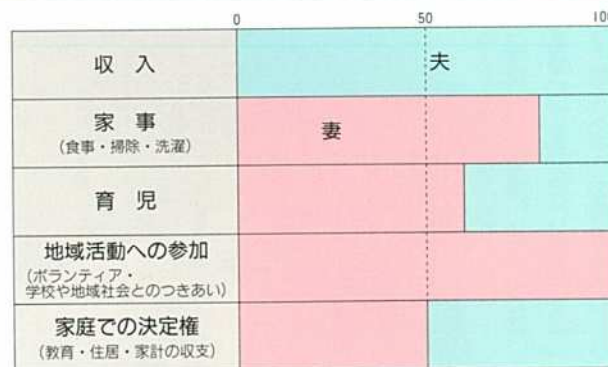 0 50 100
収入 夫
家事 妻
(食事・掃除・洗濯)
育児
地域活動への参加
(ボランティア・
学校や地域社会とのつきあい)
家庭での決定権
(教育・住居・家計の収支)